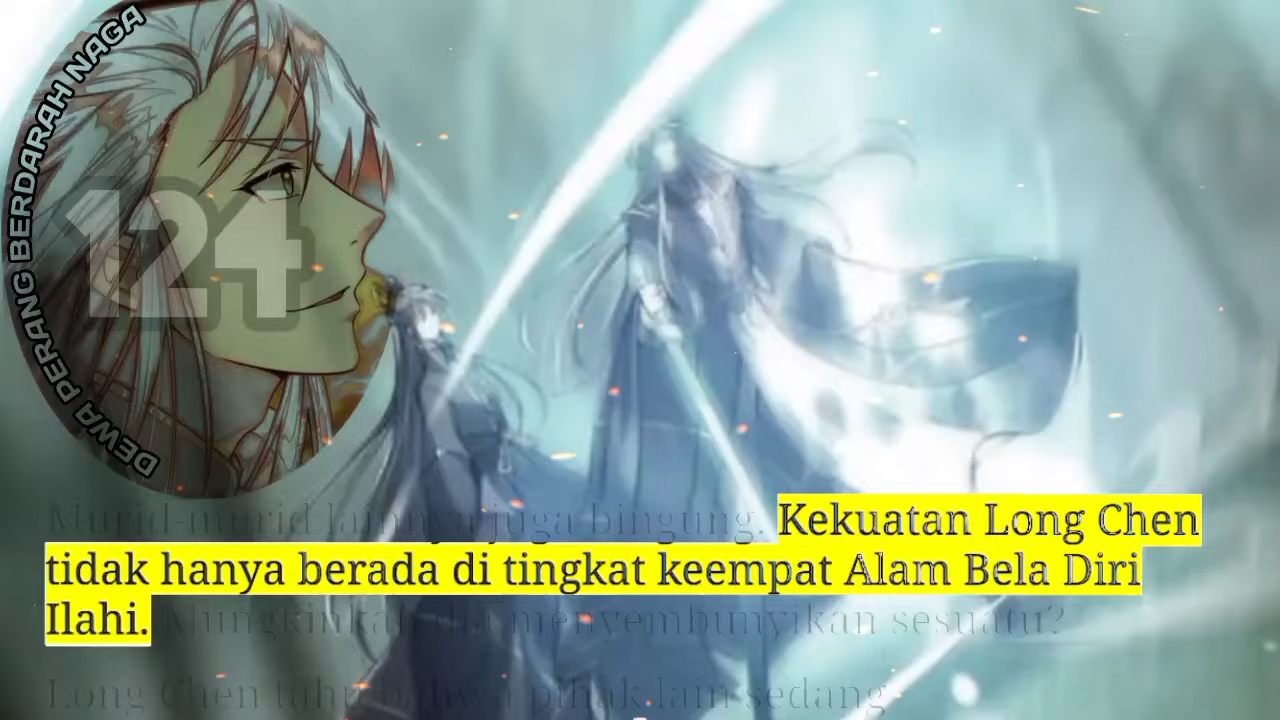 DEWA PERANG BERDARAH NAGA
124
Murid-murid lainnya juga bingung. Kekuatan Long Chen
tidak hanya berada di tingkat keempat Alam Bela Diri
Ilahi. Mungkinkah dia menyembunyikan sesuatu?
Long Chen tahu bahwa pihak lain sedang